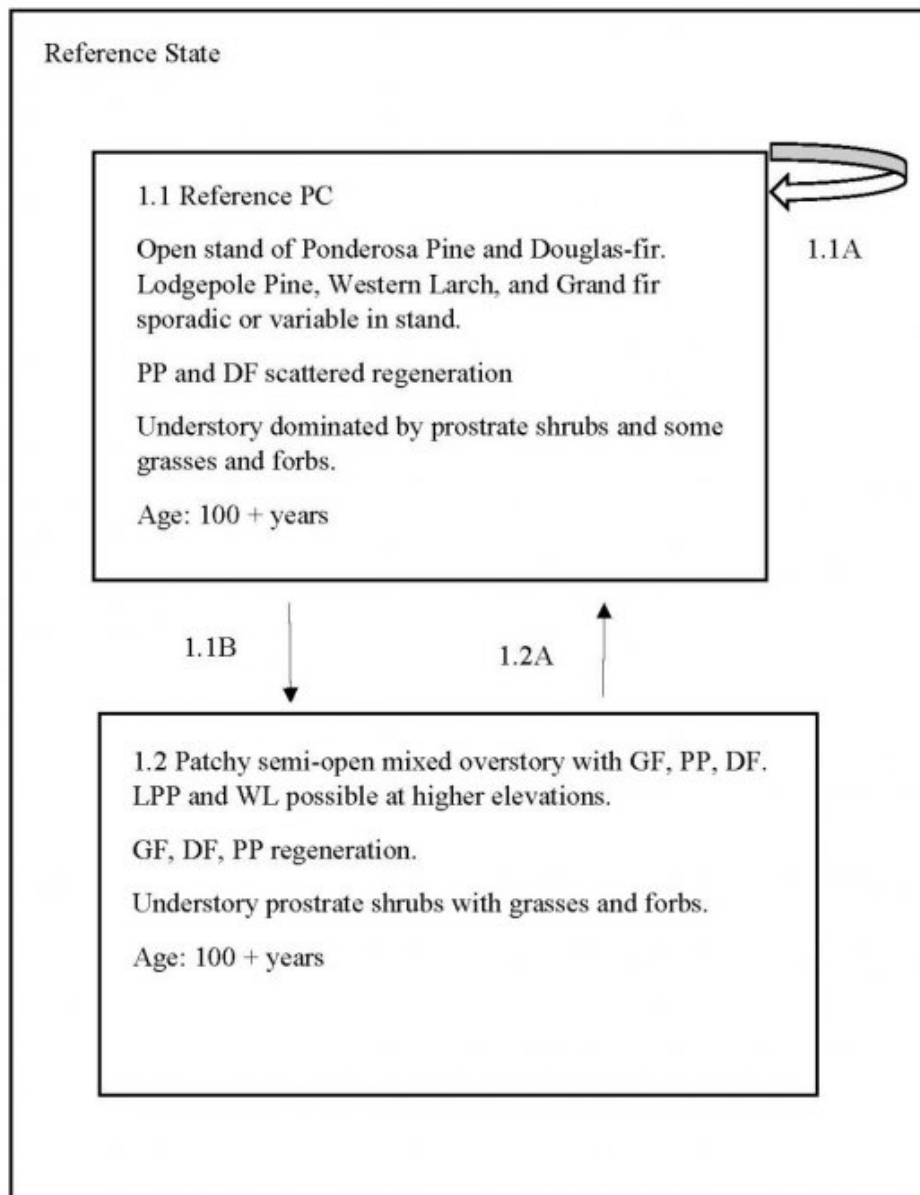 Reference State
1.1 Reference PC
Open stand of Ponderosa Pine and Douglas-fir.
Lodgepole Pine, Western Larch, and Grand fir
sporadic or variable in stand.
PP and DF scattered regeneration
Understory dominated by prostrate shrubs and some
grasses and forbs.
Age: 100 + years
1.1A
1.1B
1.2A
1.2 Patchy semi-open mixed overstory with GF, PP, DF.
LPP and WL possible at higher elevations.
GF, DF, PP regeneration.
Understory prostrate shrubs with grasses and forbs.
Age: 100 + years